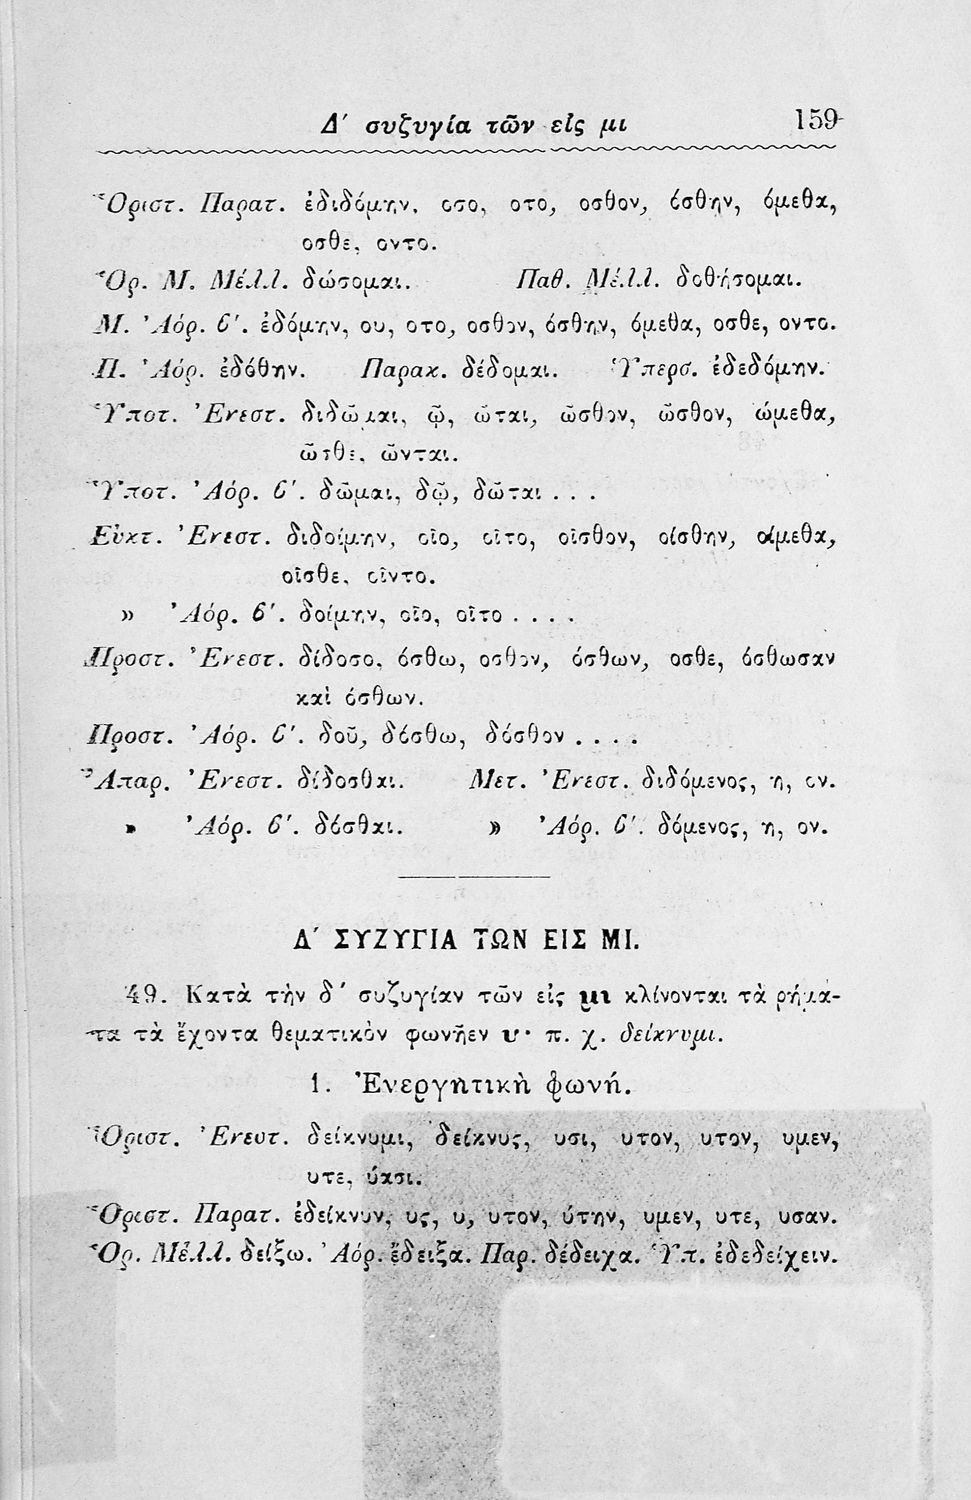 Δ΄ συζυγία τῶν εἰς μι 159
Ὁριστ. Παρατ. ἐδιδόμην, οσο, οτο, οσθον, όσθην, όμεθα,
οσθε, οντο.
Ὁρ. Μ. Μέλλ. δώσομαι. Παθ. Μέλλ. δοθήσομαι.
Μ. Ἀόρ. ϐ΄. ἐδόμην, ου, οτο, οσθον, όσθην, όμεθα, οσθε, οντο.
Π. Ἀόρ. ἐδόθην. Παρακ. δέδομαι. Ὑπερσ. ἐδεδόμην.
Ὑποτ. Ἐνεστ. διδῶμαι, ῷ, ῶται, ῶσθον, ῶσθον, ώμεθα,
ῶσθε, ῶνται.
Ὑποτ. Ἀόρ. ϐ΄. δῶμαι, δῷ, δῶται . . .
Εὐκτ. Ἐνεστ. διδοίμην, οῖο, οῖτο, οῖσθον, οίσθην, οίμεθα,
οῖσθε, οῖντο.
» Ἀόρ. ϐ΄. δοίμην, οῖο, οῖτο . . . .
Προστ. Ἐνεστ. δίδοσο, όσθω, οσθον, όσθων, οσθε, όσθωσαν
καὶ όσθων.
Προστ. Ἀόρ. ϐ΄. δοῦ, δόσθω, δόσθον . . . .
Ἀπαρ. Ἐνεστ. δίδοσθαι. Μετ. Ἐνεστ. διδόμενος, η, ον.
» Ἀόρ. ϐ΄. δόσθαι. » Ἀόρ. ϐ΄. δόμενος, η, ον.
Δ΄ ΣΥΖΥΓΙΑ ΤΩΝ ΕΙΣ ΜΙ.
49. Κατὰ τὴν δ΄ συζυγίαν τῶν εἰς μι κλίνονται τὰ ρήμα-
τα τὰ ἔχοντα θεματικὸν φωνῆεν υ· π. χ. δείκνυμι.
1. Ἐνεργητικὴ φωνή.
Ὁριστ. Ἐνεστ. δείκνυμι, δείκνυς, υσι, υτον, υτον, υμεν,
υτε, ύασι.
Ὁριστ. Παρατ. ἐδείκνυν, υς, υ, υτον, ύτην, υμεν, υτε, υσαν.
Ὁρ. Μέλλ. δείξω. Ἀόρ. ἔδειξα. Παρ. δέδειχα. Ὑπ. ἐδεδείχειν.